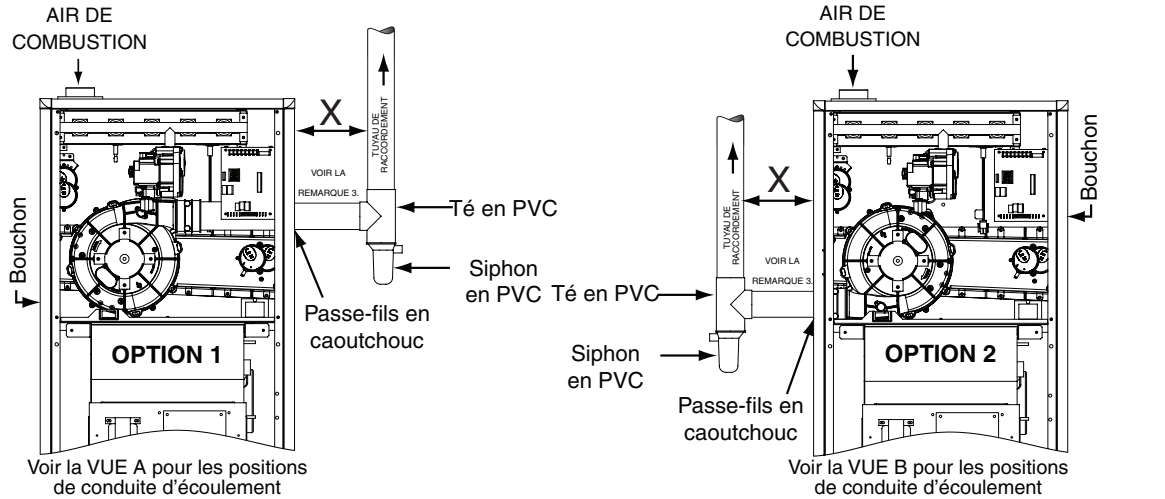 AIR DE
COMBUSTION
Bouchon
X
TUYAU DE
RACCORDEMENT
VOIR LA
REMARQUE 3.
Té en PVC
Siphon
en PVC
Passe-fils en
caoutchouc
OPTION 1
Voir la VUE A pour les positions
de conduite d'écoulement
AIR DE
COMBUSTION
Bouchon
X
TUYAU DE
RACCORDEMENT
VOIR LA
REMARQUE 3.
Té en PVC
Siphon
en PVC
Passe-fils en
caoutchouc
OPTION 2
Voir la VUE B pour les positions
de conduite d'écoulement